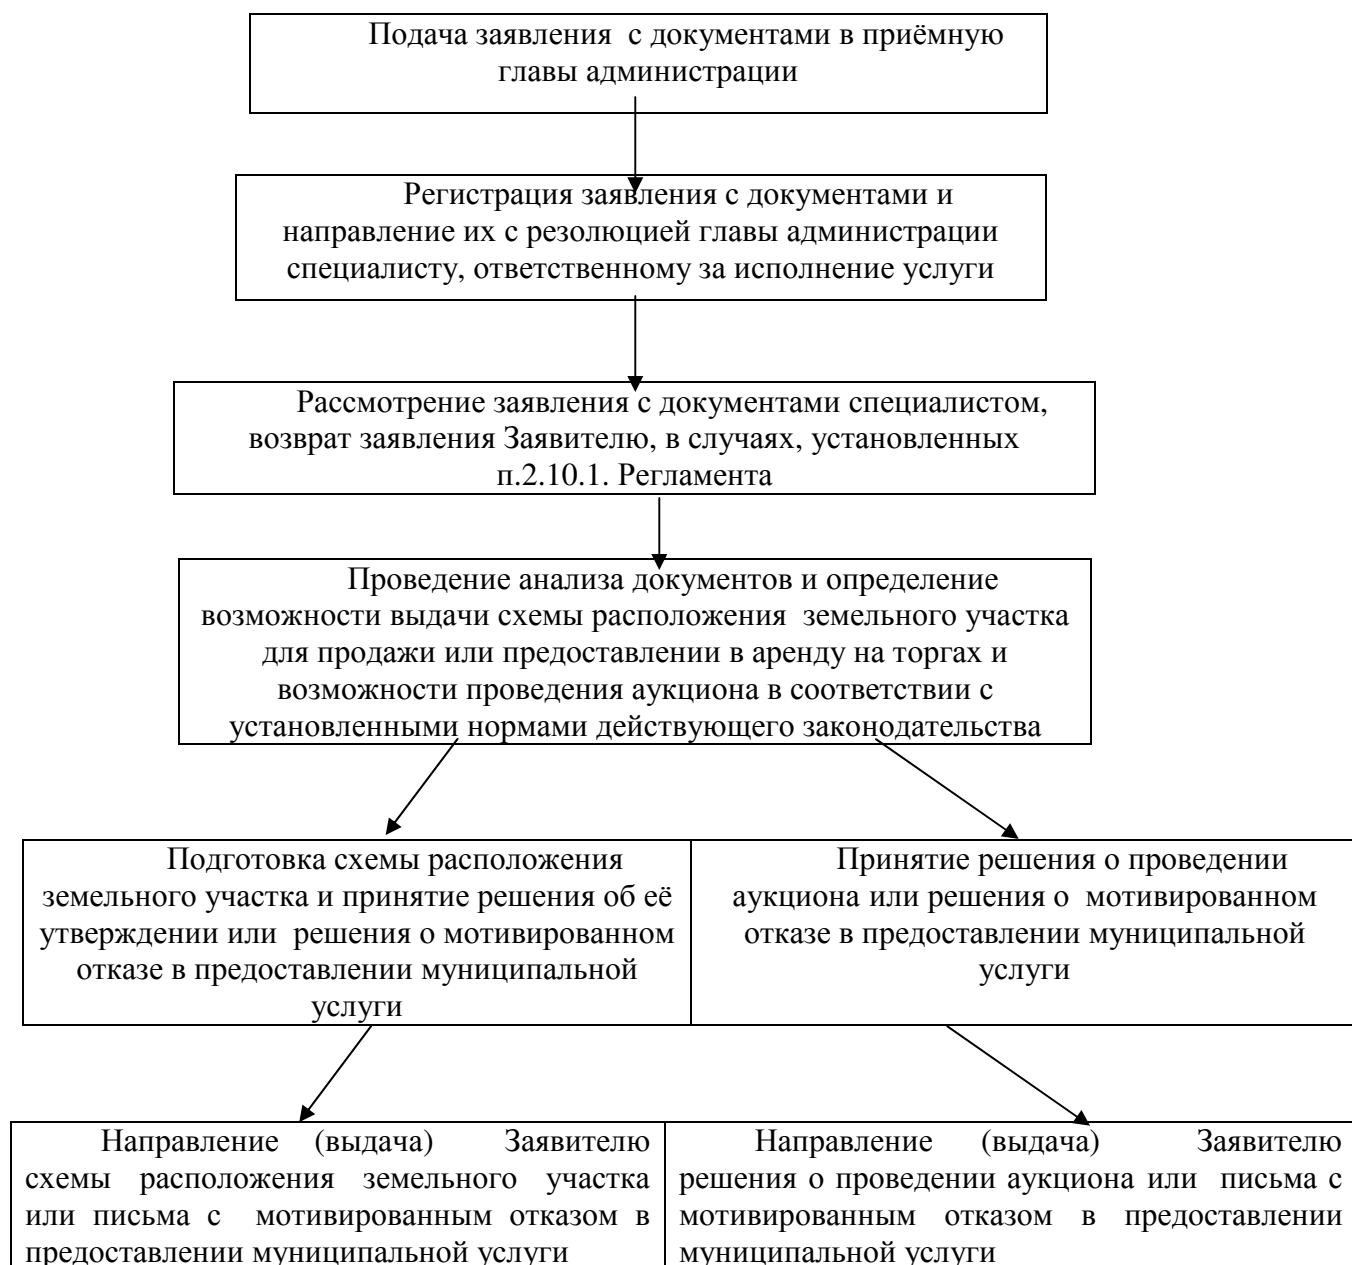 Подача заявления с документами в приёмную
главы администрации
Регистрация заявления с документами и
направление их с резолюцией главы администрации
специалисту, ответственному за исполнение услуги
Рассмотрение заявления с документами специалистом,
возврат заявления Заявителю, в случаях, установленных
п.2.10.1. Регламента
Проведение анализа документов и определение
возможности выдачи схемы расположения земельного участка
для продажи или предоставлении в аренду на торгах и
возможности проведения аукциона в соответствии с
установленными нормами действующего законодательства
Подготовка схемы расположения
земельного участка и принятие решения об её
утверждении или решения о мотивированном
отказе в предоставлении муниципальной
услуги
Принятие решения о проведении
аукциона или решения о мотивированном
отказе в предоставлении муниципальной
услуги
Направление (выдача) Заявителю
схемы расположения земельного участка
или письма с мотивированным отказом в
предоставлении муниципальной услуги
Направление (выдача) Заявителю
решения о проведении аукциона или письма с
мотивированным отказом в предоставлении
муниципальной услуги